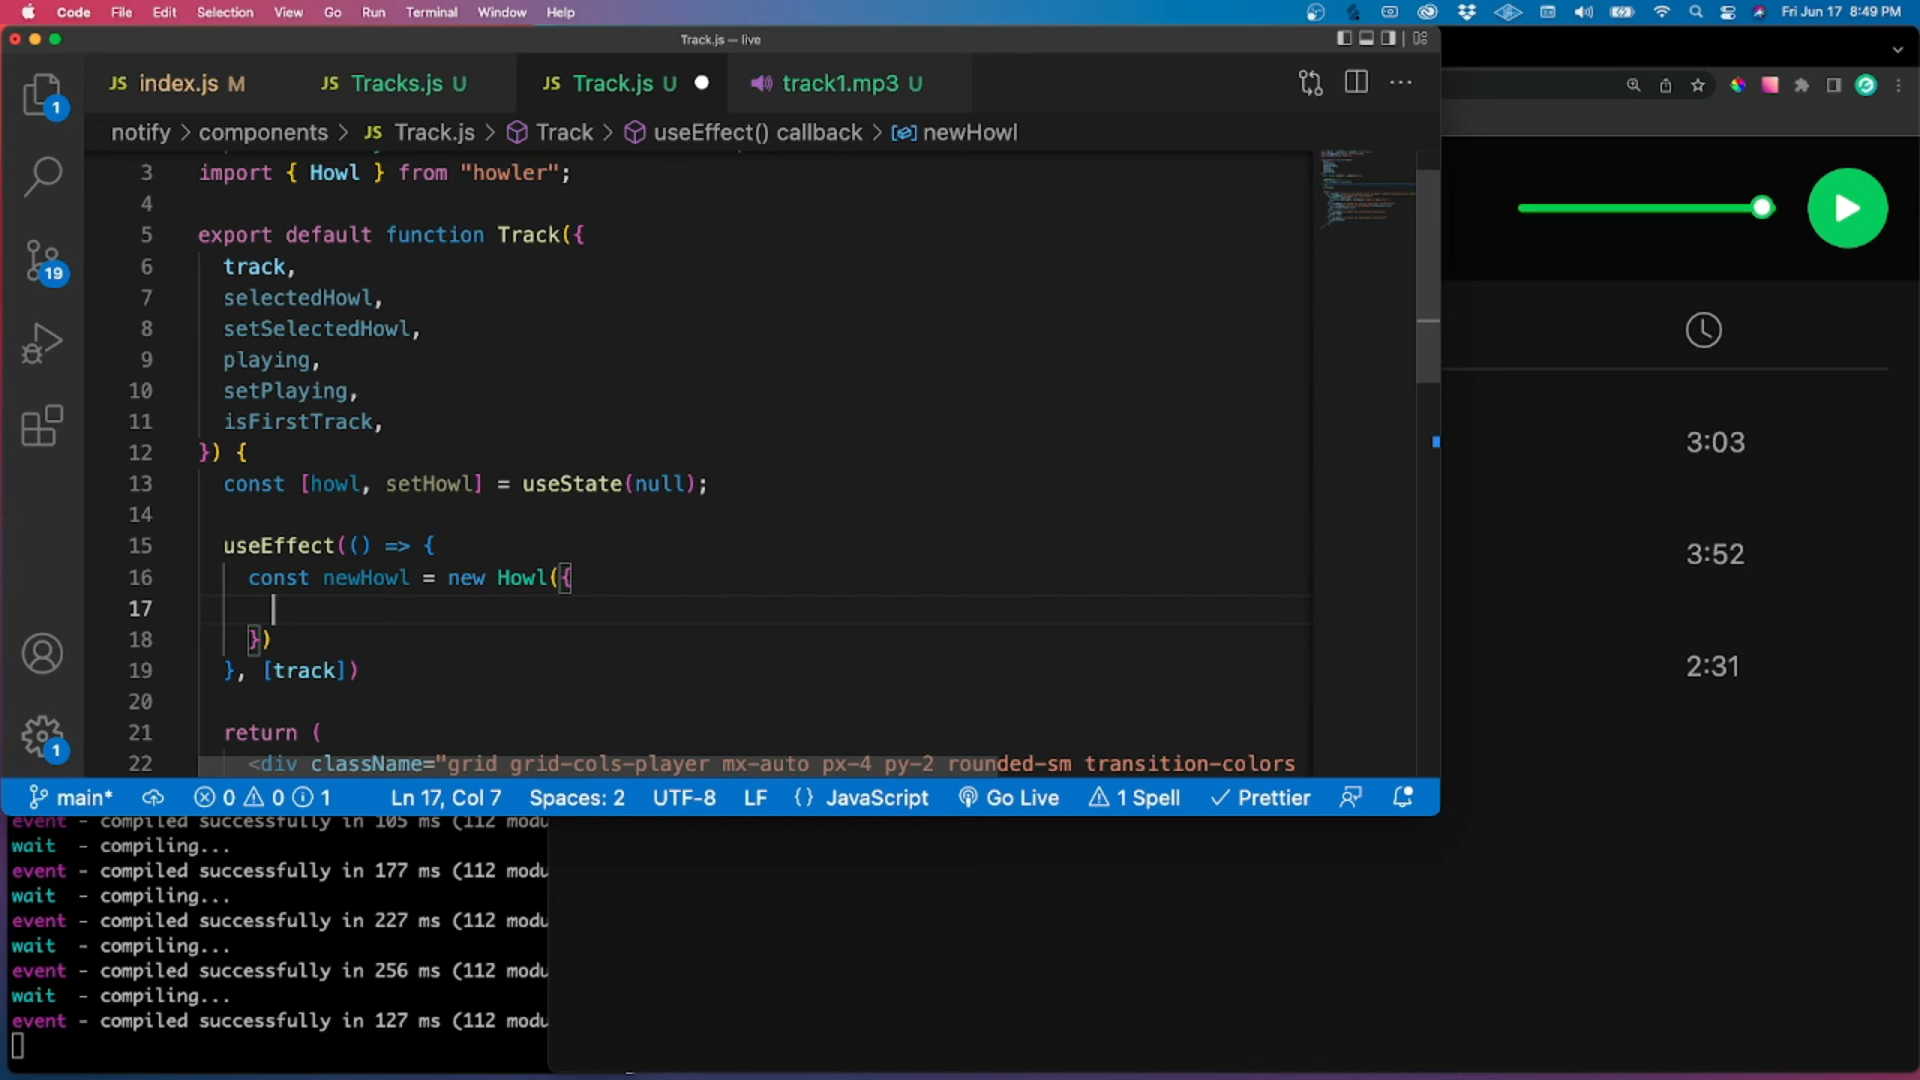 Code File Edit Selection View Go Run Terminal Window Help Fri Jun 17 8:49 PM
Track.js — live
JS index.js M JS Tracks.js U JS Track.js U track1.mp3 U
notify > components > JS Track.js > Track > useEffect() callback > newHowl
3 import { Howl } from "howler";
4
5 export default function Track({
6 track,
7 selectedHowl,
8 setSelectedHowl,
9 playing,
10 setPlaying,
11 isFirstTrack,
12 }) {
13 const [howl, setHowl] = useState(null);
14
15 useEffect(() => {
16 const newHowl = new Howl({
17
18 })
19 }, [track])
20
21 return (
22 <div className="grid grid-cols-player mx-auto px-4 py-2 rounded-sm transition-colors
1
19
1
3:03
3:52
2:31
main* 0 0 1 Ln 17, Col 7 Spaces: 2 UTF-8 LF {} JavaScript Go Live 1 Spell Prettier
event - compiled successfully in 105 ms (112 modu
wait - compiling...
event - compiled successfully in 177 ms (112 modu
wait - compiling...
event - compiled successfully in 227 ms (112 modu
wait - compiling...
event - compiled successfully in 256 ms (112 modu
wait - compiling...
event - compiled successfully in 127 ms (112 modu